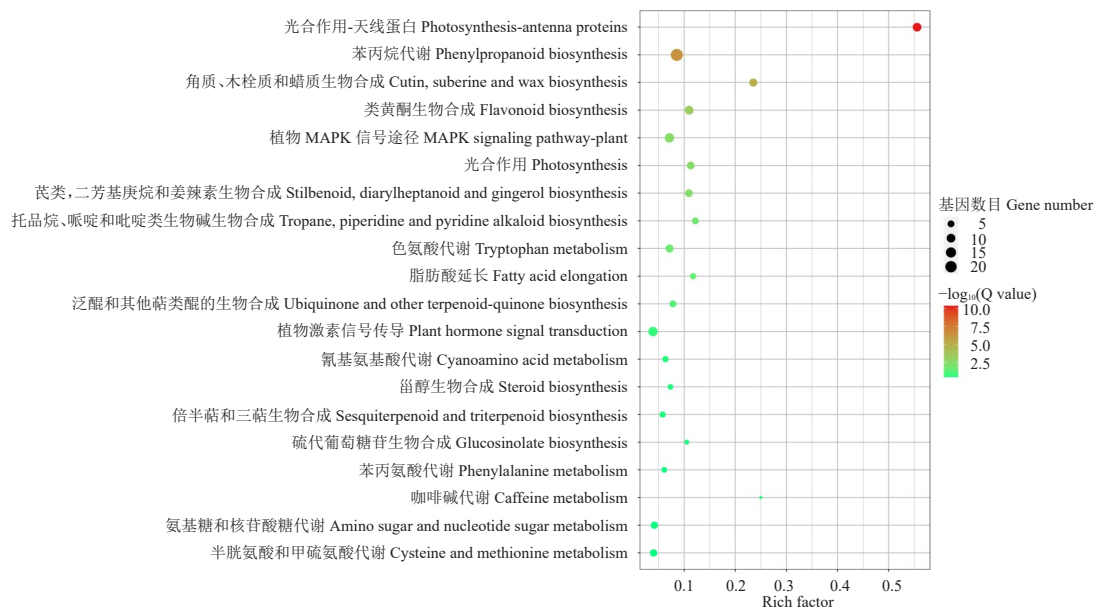 光合作用-天线蛋白 Photosynthesis-antenna proteins
苯丙烷代谢 Phenylpropanoid biosynthesis
角质、木栓质和蜡质生物合成 Cutin, suberine and wax biosynthesis
类黄酮生物合成 Flavonoid biosynthesis
植物 MAPK 信号途径 MAPK signaling pathway-plant
光合作用 Photosynthesis
芪类，二芳基庚烷和姜辣素生物合成 Stilbenoid, diarylheptanoid and gingerol biosynthesis
托品烷、哌啶和吡啶类生物碱生物合成 Tropane, piperidine and pyridine alkaloid biosynthesis
色氨酸代谢 Tryptophan metabolism
脂肪酸延长 Fatty acid elongation
泛醌和其他萜类醌的生物合成 Ubiquinone and other terpenoid-quinone biosynthesis
植物激素信号传导 Plant hormone signal transduction
氰基氨基酸代谢 Cyanoamino acid metabolism
甾醇生物合成 Steroid biosynthesis
倍半萜和三萜生物合成 Sesquiterpenoid and triterpenoid biosynthesis
硫代葡萄糖苷生物合成 Glucosinolate biosynthesis
苯丙氨酸代谢 Phenylalanine metabolism
咖啡碱代谢 Caffeine metabolism
氨基糖和核苷酸糖代谢 Amino sugar and nucleotide sugar metabolism
半胱氨酸和甲硫氨酸代谢 Cysteine and methionine metabolism
0.1 0.2 0.3 0.4 0.5
Rich factor
基因数目 Gene number
5
10
15
20
−log₁₀(Q value)
10.0
7.5
5.0
2.5